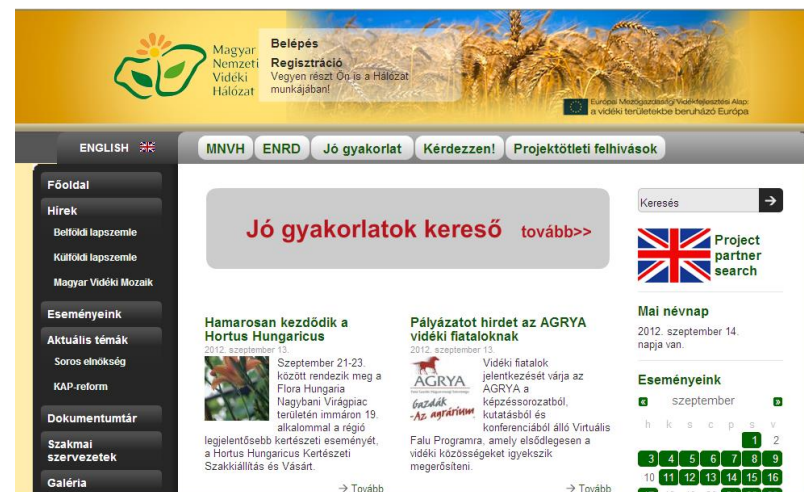 Magyar
Nemzeti
Vidéki
Hálózat
Belépés
Regisztráció
Vegyen részt Ön is a Hálózat
munkájában!
Európai Mezőgazdasági Vidékfejlesztési Alap:
a vidéki területekbe beruházó Európa
ENGLISH
MNVH
ENRD
Jó gyakorlat
Kérdezzen!
Projektötleti felhívások
Főoldal
Hírek
Belföldi lapszemle
Külföldi lapszemle
Magyar Vidéki Mozaik
Eseményeink
Aktuális témák
Soros elnökség
KAP-reform
Dokumentumtár
Szakmai
szervezetek
Galéria
Jó gyakorlatok kereső tovább>>
Hamarosan kezdődik a
Hortus Hungaricus
2012. szeptember 13.
Szeptember 21-23.
között rendezik meg a
Flora Hungaria
Nagybani Virágpiac
területén immáron 19.
alkalommal a régió
legjelentősebb kertészeti eseményét,
a Hortus Hungaricus Kertészeti
Szakkiállítás és Vásárt.
→ Tovább
Pályázatot hirdet az AGRYA
vidéki fiataloknak
2012. szeptember 13.
AGRYA
Gazdák
-Az agrárium
Vidéki fiatalok
jelentkezését várja az
AGRYA a
képzéssorozatból,
kutatásból és
konferenciából álló Virtuális
Falu Programra, amely elsődlegesen a
vidéki közösségeket igyekszik
megerősíteni.
→ Tovább
Keresés →
Project
partner
search
Mai névnap
2012. szeptember 14.
napja van.
Eseményeink
szeptember
h k s c p s v
1 2
3 4 5 6 7 8 9
10 11 12 13 14 15 16